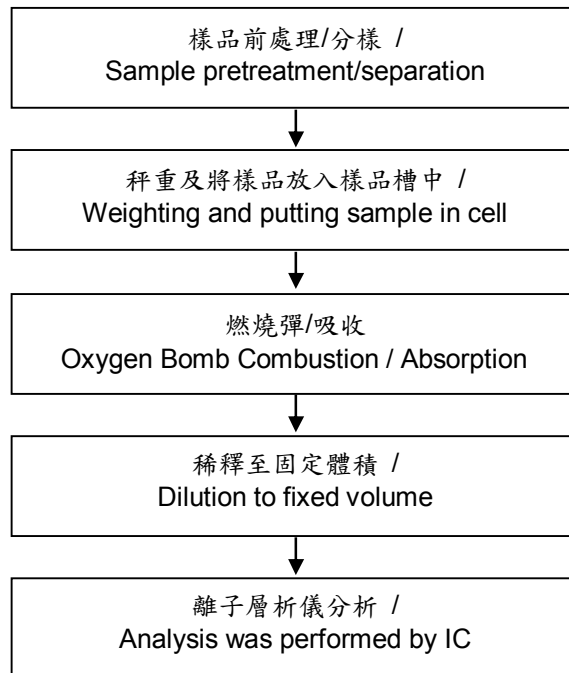 樣品前處理/分樣 /
Sample pretreatment/separation
秤重及將樣品放入樣品槽中 /
Weighting and putting sample in cell
燃燒彈/吸收
Oxygen Bomb Combustion / Absorption
稀釋至固定體積 /
Dilution to fixed volume
離子層析儀分析 /
Analysis was performed by IC